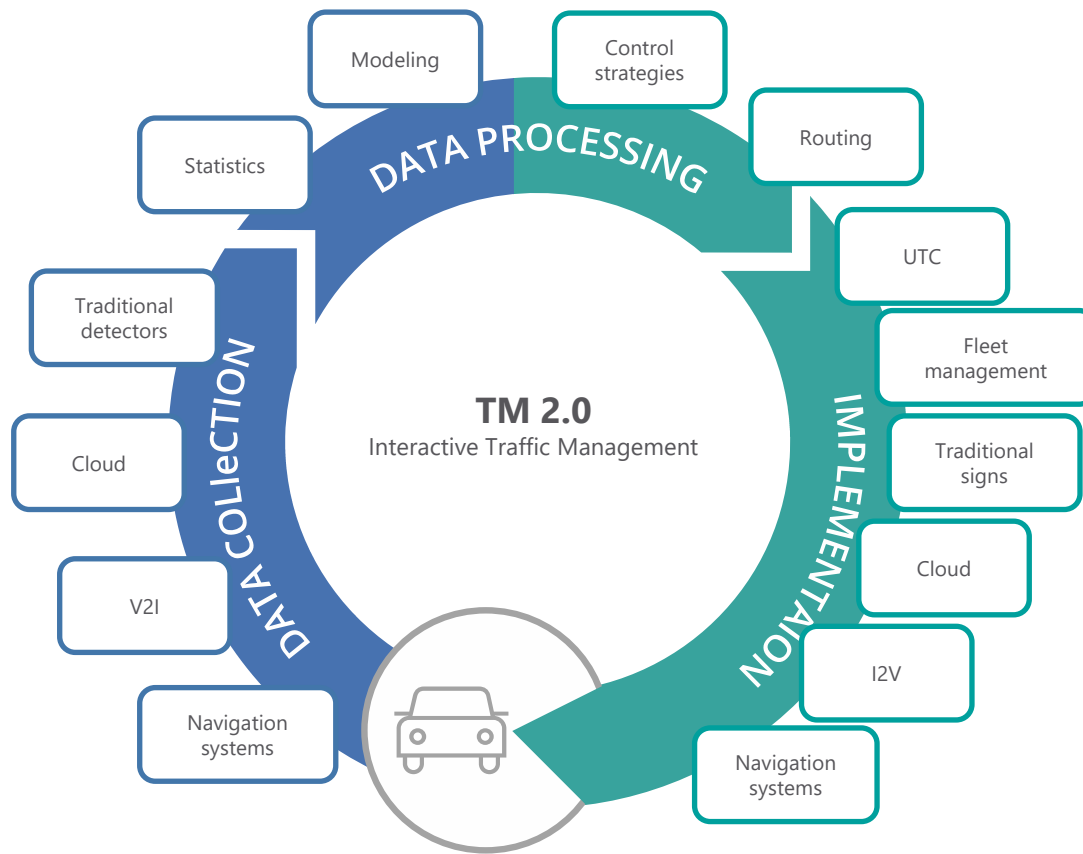 Modeling
Control
strategies
Statistics
Routing
DATA PROCESSING
UTC
Traditional
detectors
Fleet
management
DATA COLleCTION
TM 2.0
Interactive Traffic Management
IMPLEMENTAION
Cloud
Traditional
signs
V2I
Cloud
I2V
Navigation
systems
Navigation
systems